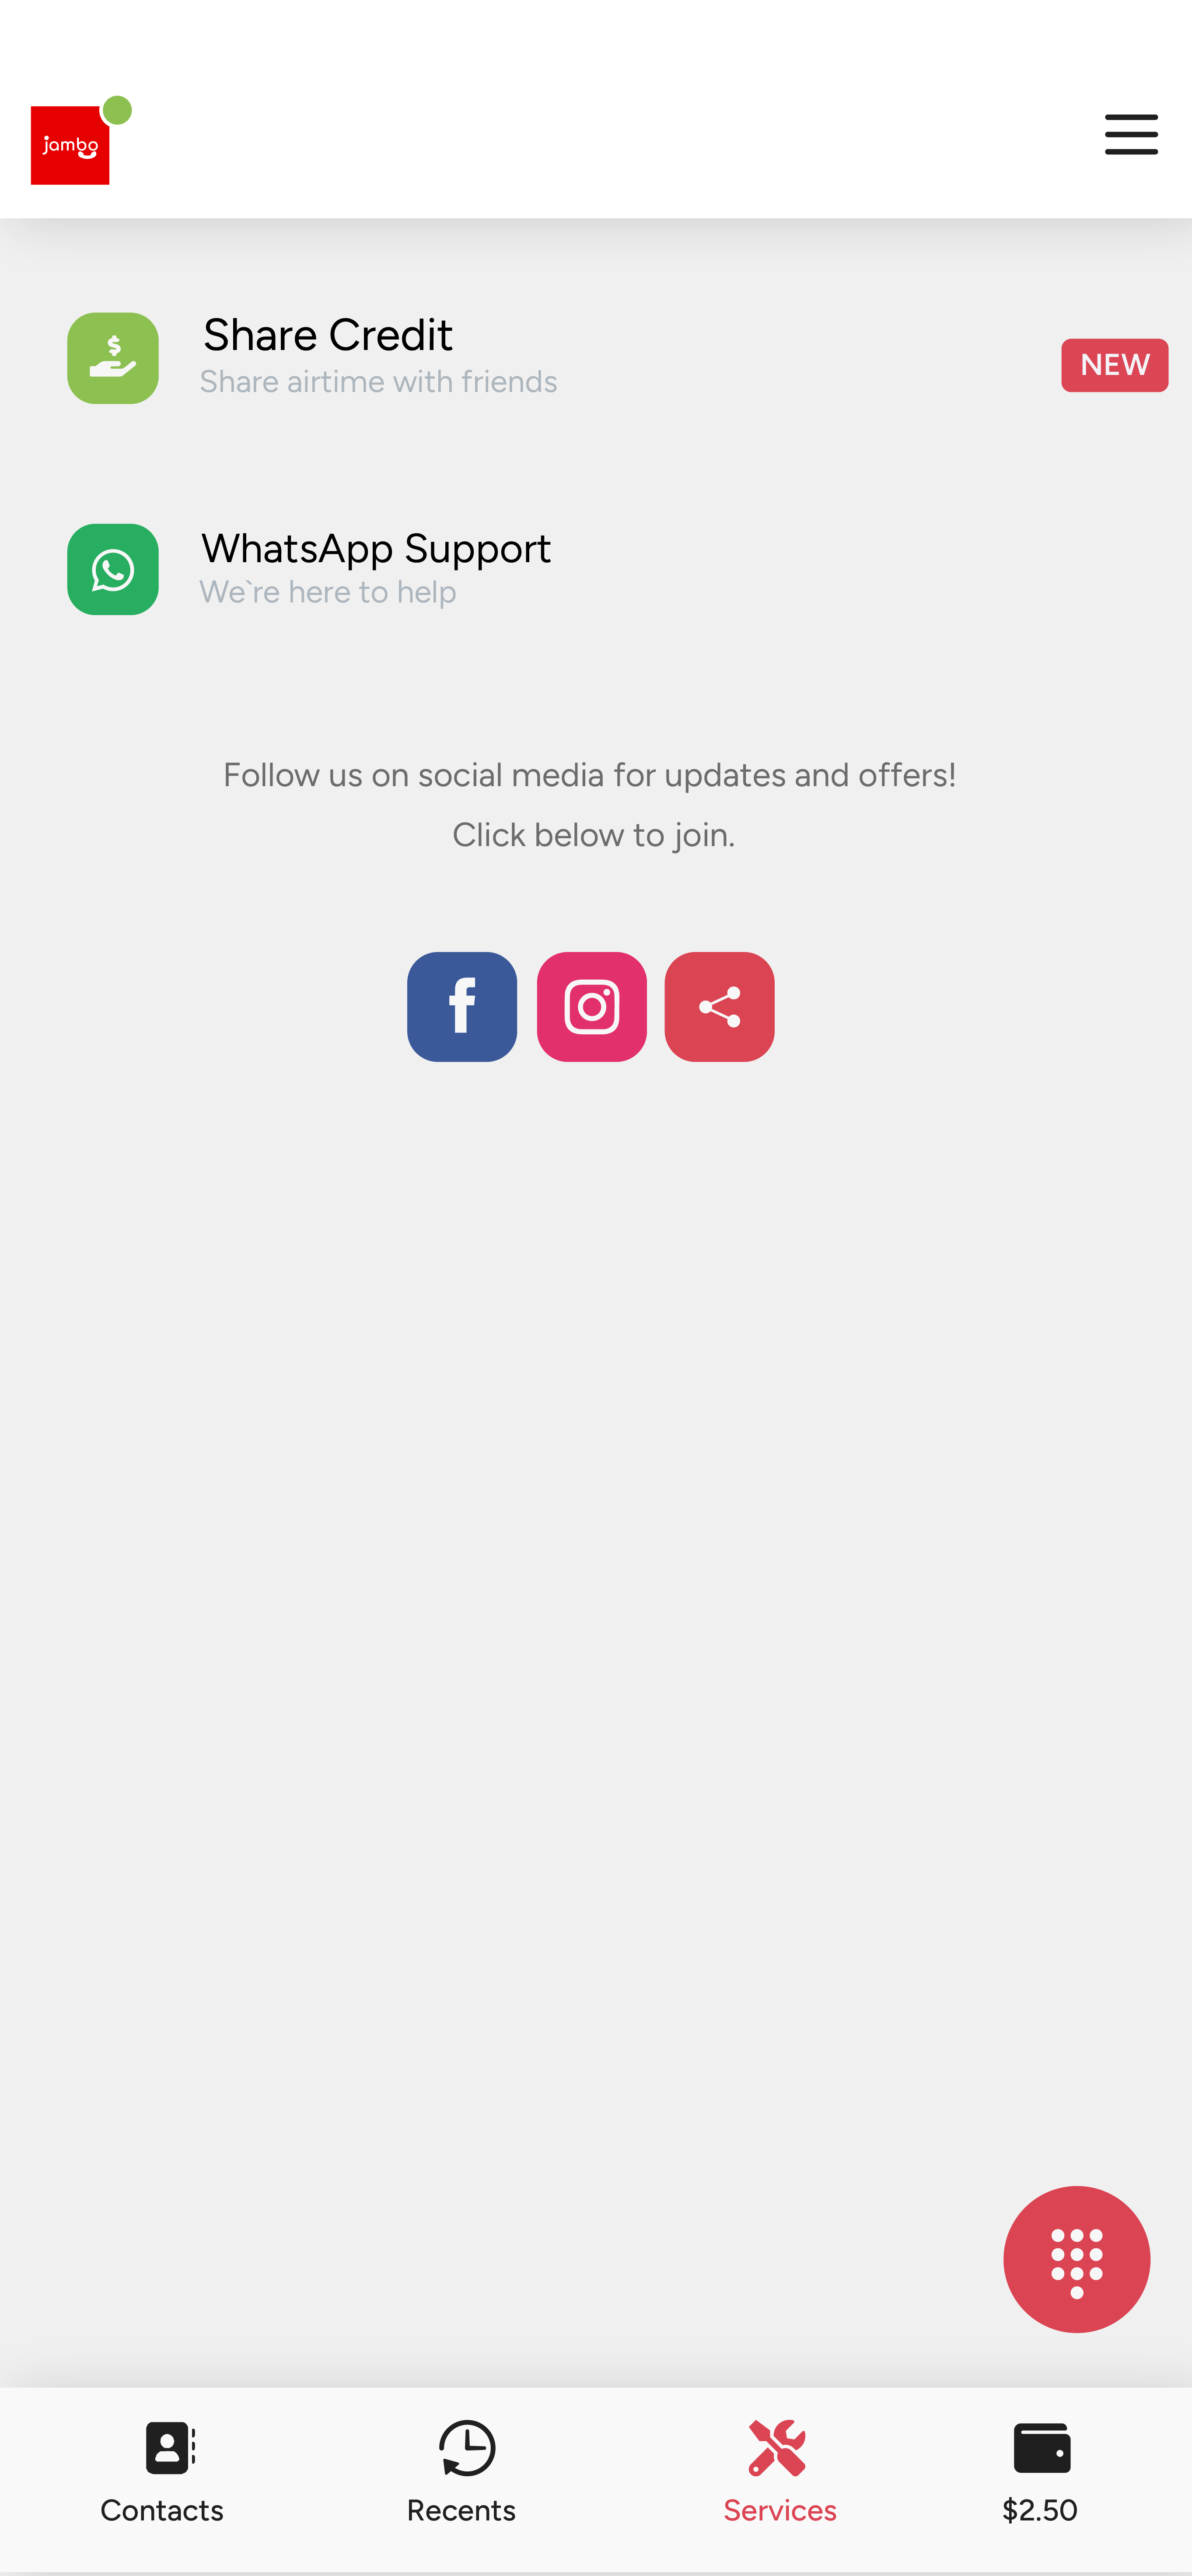 jambo
Share Credit
Share airtime with friends
NEW
WhatsApp Support
We`re here to help
Follow us on social media for updates and offers!
Click below to join.
Contacts
Recents
Services
$2.50